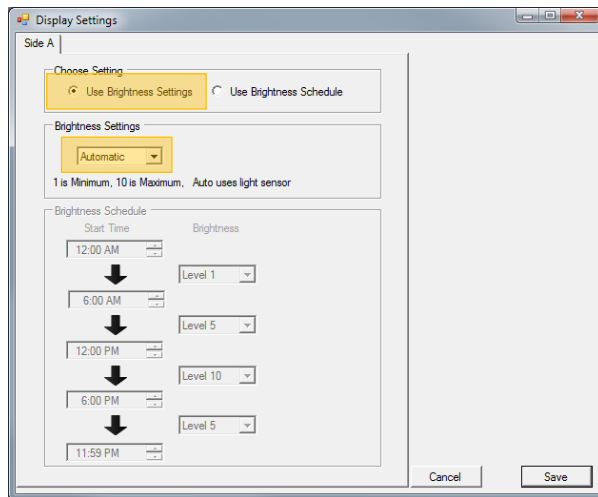 Display Settings
Side A
Choose Setting
Use Brightness Settings Use Brightness Schedule
Brightness Settings
Automatic
1 is Minimum, 10 is Maximum, Auto uses light sensor
Brightness Schedule
Start Time Brightness
12:00 AM
Level 1
6:00 AM
Level 5
12:00 PM
Level 10
6:00 PM
Level 5
11:59 PM
Cancel Save